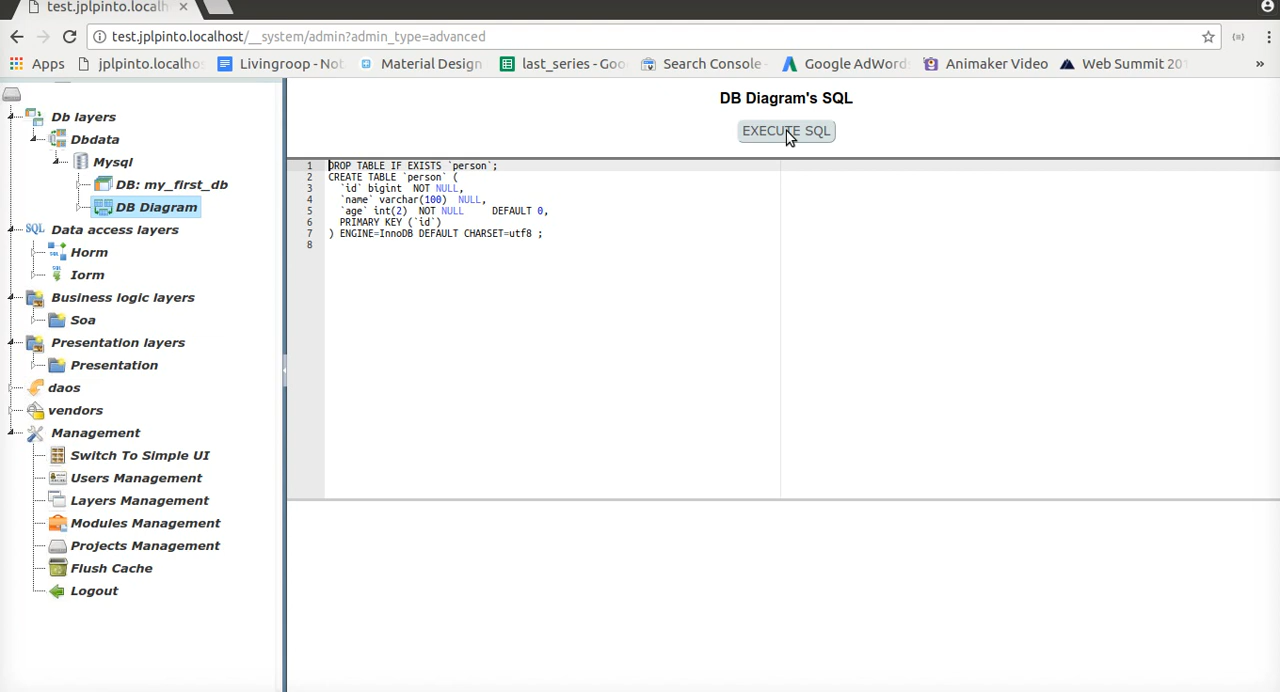 test.jplpinto.localh
test.jplpinto.localhost/__system/admin?admin_type=advanced
Apps jplpinto.localhos Livingroop - Not Material Design last_series - Goo Search Console Google AdWord Animaker Video Web Summit 201 »
Db layers
Dbdata
Mysql
DB: my_first_db
DB Diagram
SQL Data access layers
Horm
Iorm
Business logic layers
Soa
Presentation layers
Presentation
daos
vendors
Management
Switch To Simple UI
Users Management
Layers Management
Modules Management
Projects Management
Flush Cache
Logout
DB Diagram's SQL
EXECUTE SQL
1 DROP TABLE IF EXISTS `person`;
2 CREATE TABLE `person` (
3 `id` bigint NOT NULL,
4 `name` varchar(100) NULL,
5 `age` int(2) NOT NULL DEFAULT 0,
6 PRIMARY KEY (`id`)
7 ) ENGINE=InnoDB DEFAULT CHARSET=utf8 ;
8